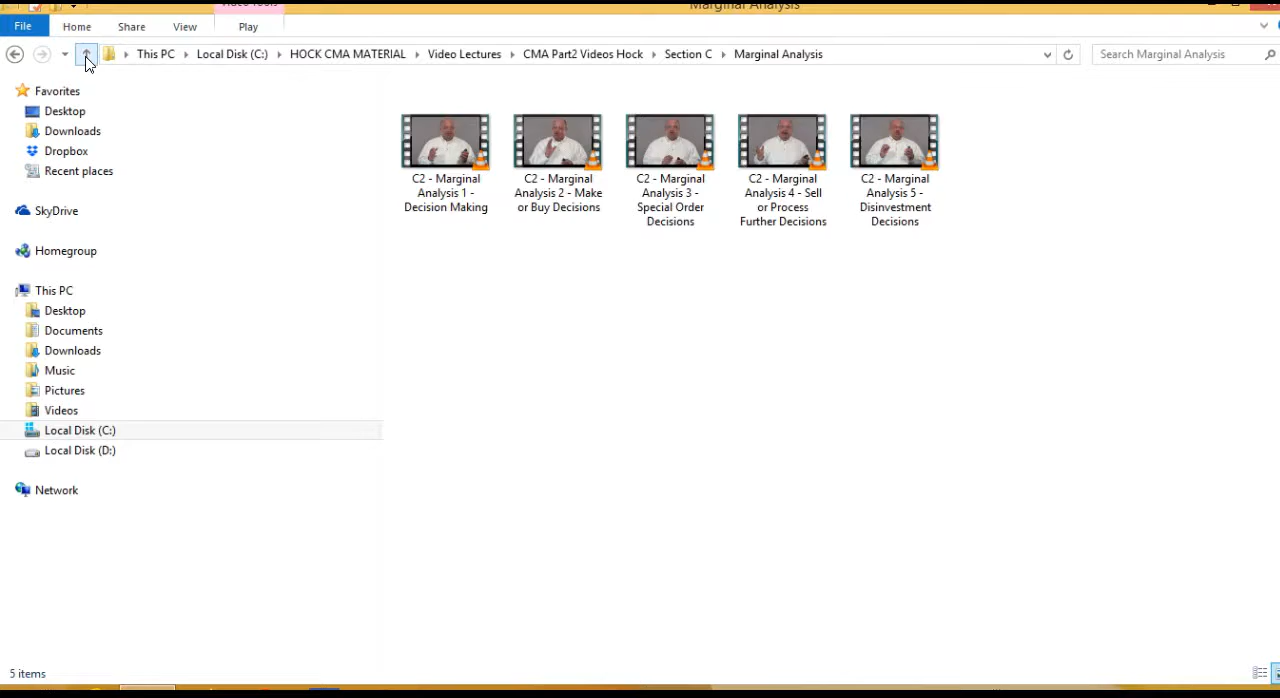 Video Tools
Marginal Analysis
File Home Share View Play
This PC Local Disk (C:) HOCK CMA MATERIAL Video Lectures CMA Part2 Videos Hock Section C Marginal Analysis
Search Marginal Analysis
Favorites
Desktop
Downloads
Dropbox
Recent places
SkyDrive
Homegroup
This PC
Desktop
Documents
Downloads
Music
Pictures
Videos
Local Disk (C:)
Local Disk (D:)
Network
C2 - Marginal
Analysis 1 -
Decision Making
C2 - Marginal
Analysis 2 - Make
or Buy Decisions
C2 - Marginal
Analysis 3 -
Special Order
Decisions
C2 - Marginal
Analysis 4 - Sell
or Process
Further Decisions
C2 - Marginal
Analysis 5 -
Disinvestment
Decisions
5 items